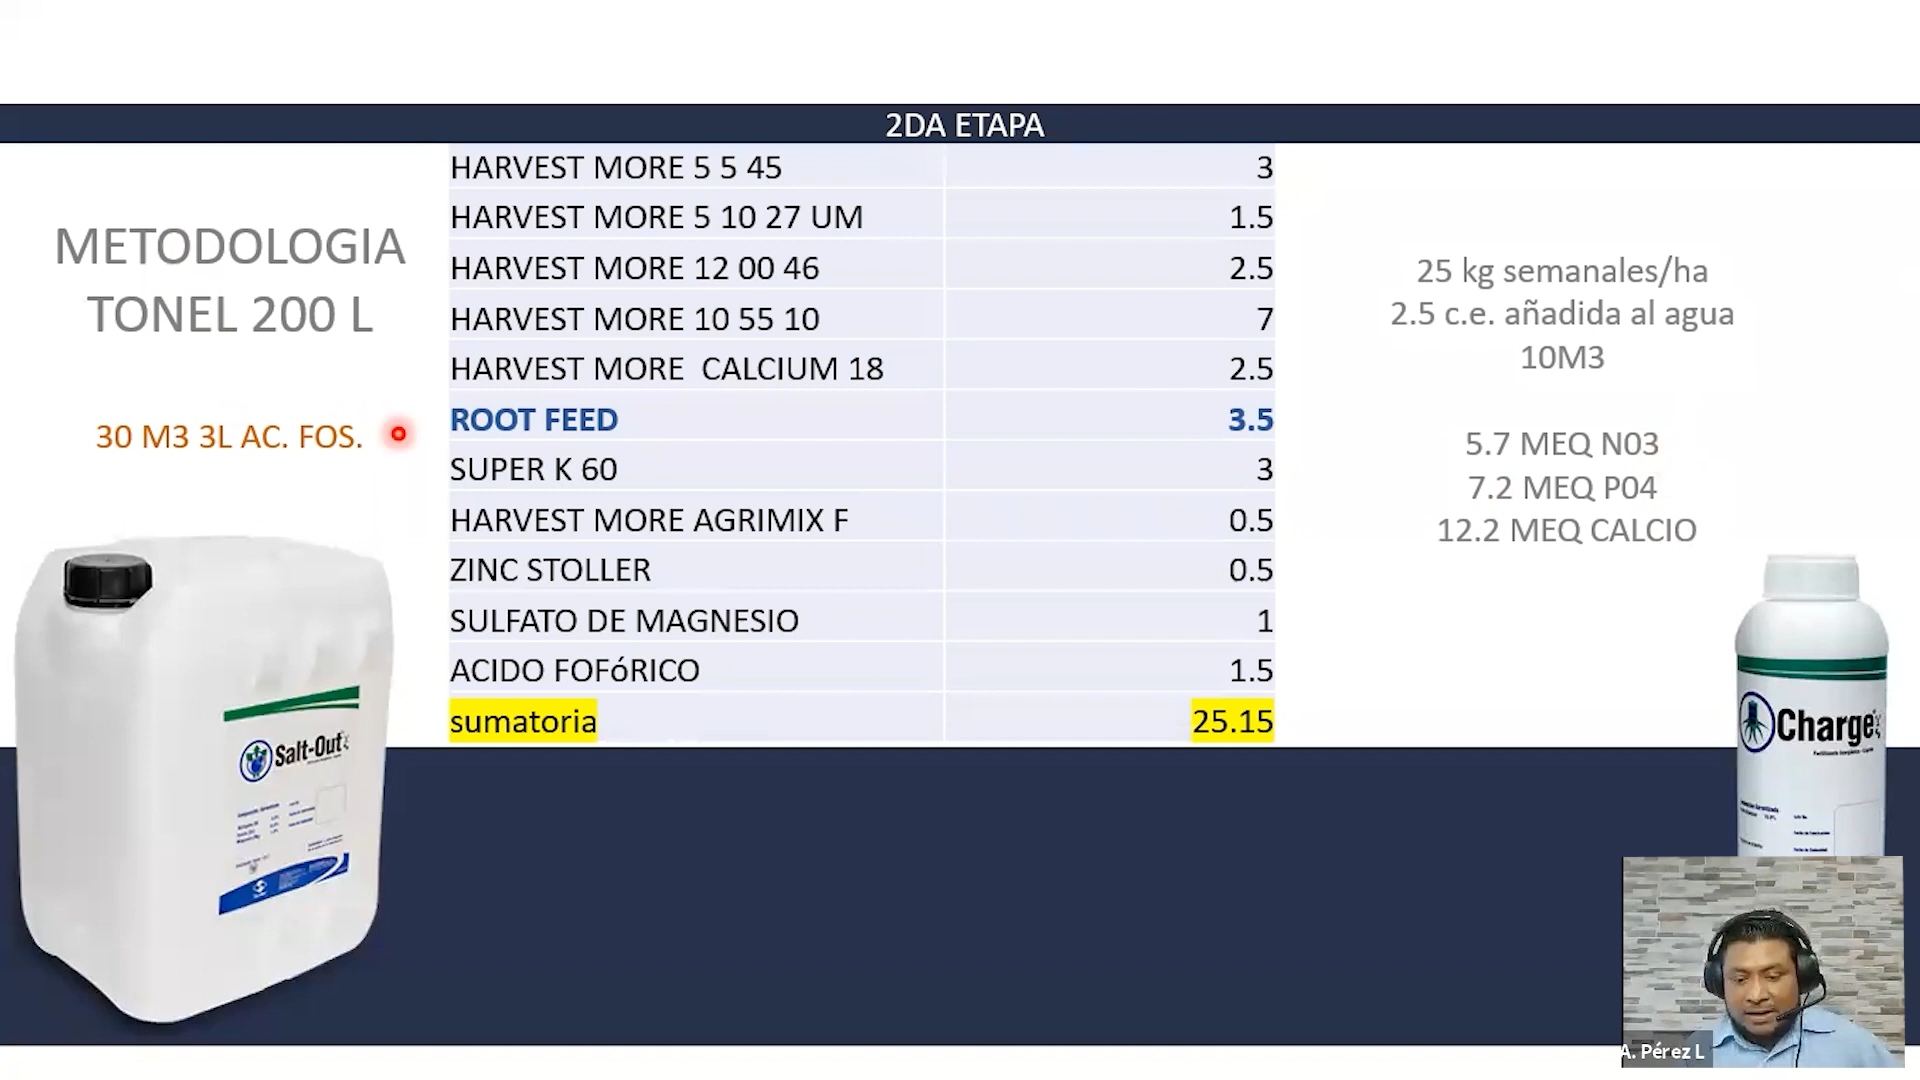 2DA ETAPA
METODOLOGIA
TONEL 200 L
30 M3 3L AC. FOS.
HARVEST MORE 5 5 45 3
HARVEST MORE 5 10 27 UM 1.5
HARVEST MORE 12 00 46 2.5
HARVEST MORE 10 55 10 7
HARVEST MORE CALCIUM 18 2.5
ROOT FEED 3.5
SUPER K 60 3
HARVEST MORE AGRIMIX F 0.5
ZINC STOLLER 0.5
SULFATO DE MAGNESIO 1
ACIDO FOFóRICO 1.5
sumatoria 25.15
25 kg semanales/ha
2.5 c.e. añadida al agua
10M3
5.7 MEQ N03
7.2 MEQ P04
12.2 MEQ CALCIO
Salt-Out
Charge
A. Pérez L